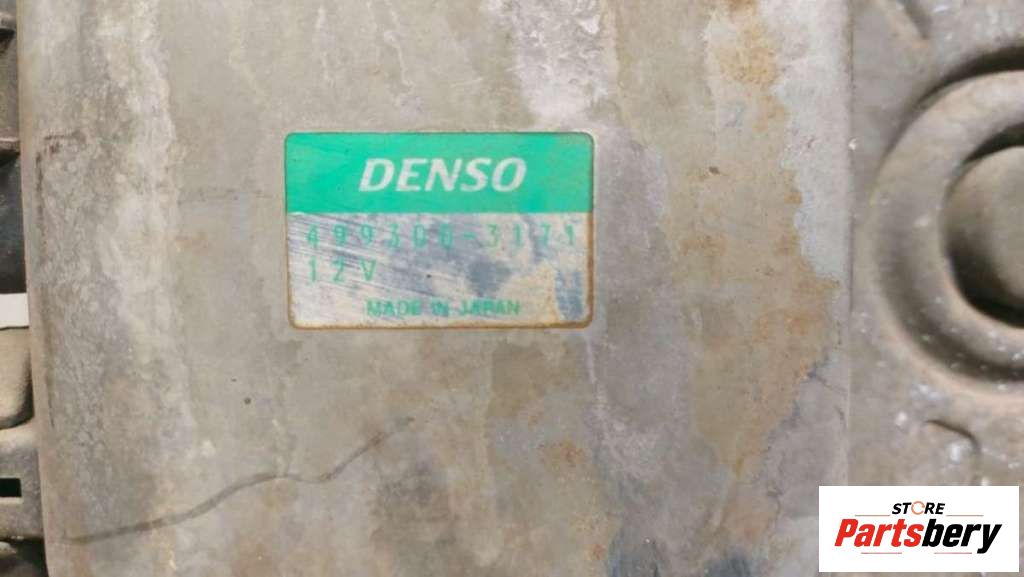 DENSO
499300-3171
12V
MADE IN JAPAN
STORE
Partsbery